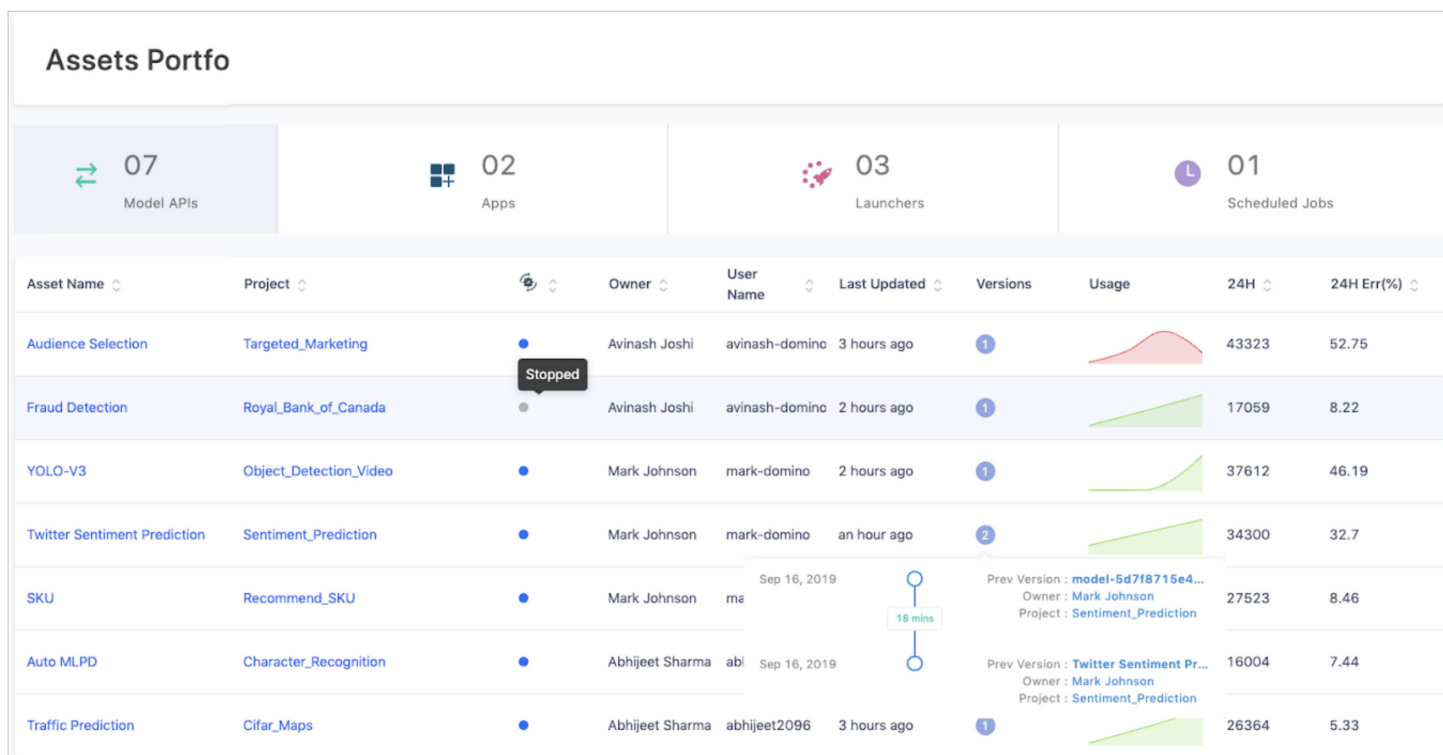 Assets Portfo
07
Model APIs
02
Apps
03
Launchers
01
Scheduled Jobs
Asset Name Project Owner User Name Last Updated Versions Usage 24H 24H Err(%)
Audience Selection Targeted_Marketing Avinash Joshi avinash-domino 3 hours ago 1 43323 52.75
Stopped
Fraud Detection Royal_Bank_of_Canada Avinash Joshi avinash-domino 2 hours ago 1 17059 8.22
YOLO-V3 Object_Detection_Video Mark Johnson mark-domino 2 hours ago 1 37612 46.19
Twitter Sentiment Prediction Sentiment_Prediction Mark Johnson mark-domino an hour ago 2 34300 32.7
Sep 16, 2019 Prev Version : model-5d7f8715e4...
SKU Recommend_SKU Mark Johnson ma Owner : Mark Johnson 27523 8.46
Project : Sentiment_Prediction
18 mins
Auto MLPD Character_Recognition Abhijeet Sharma abl Sep 16, 2019 Prev Version : Twitter Sentiment Pr... 16004 7.44
Owner : Mark Johnson
Project : Sentiment_Prediction
Traffic Prediction Cifar_Maps Abhijeet Sharma abhijeet2096 3 hours ago 1 26364 5.33